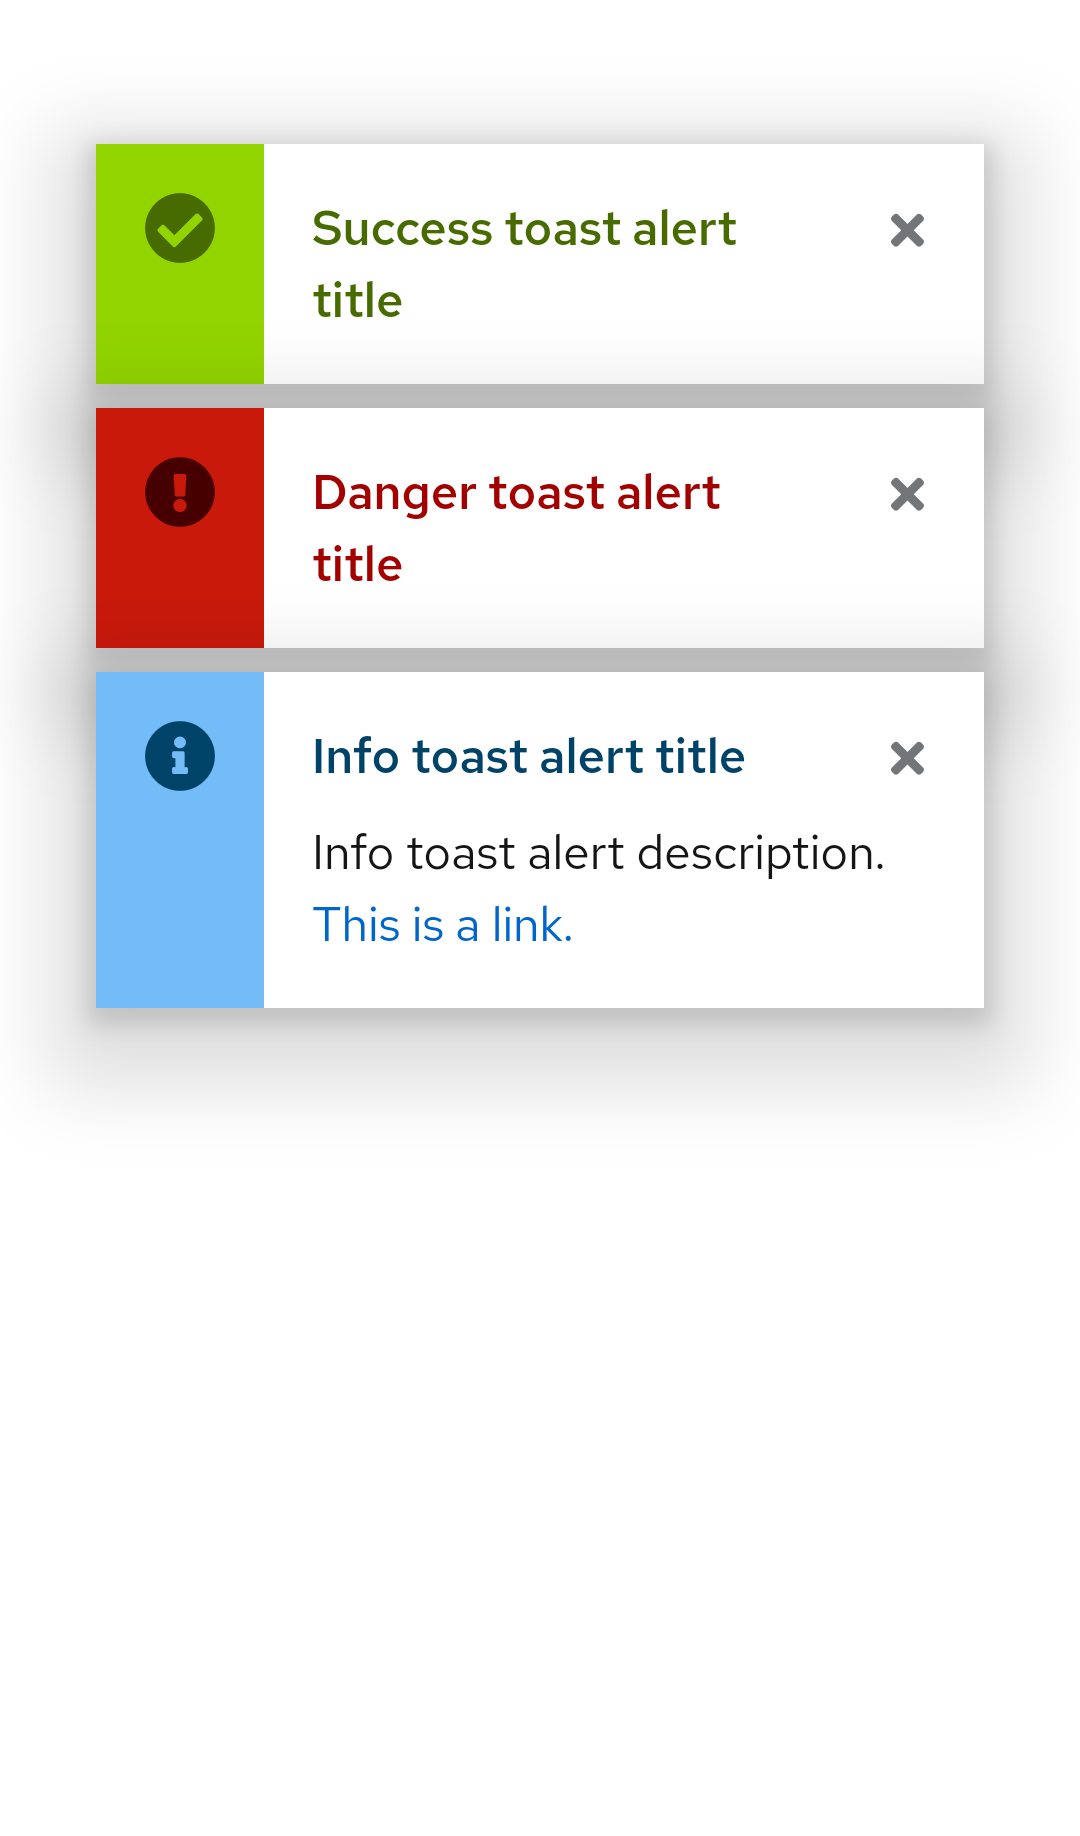 Success toast alert
title
Danger toast alert
title
Info toast alert title
Info toast alert description.
This is a link.